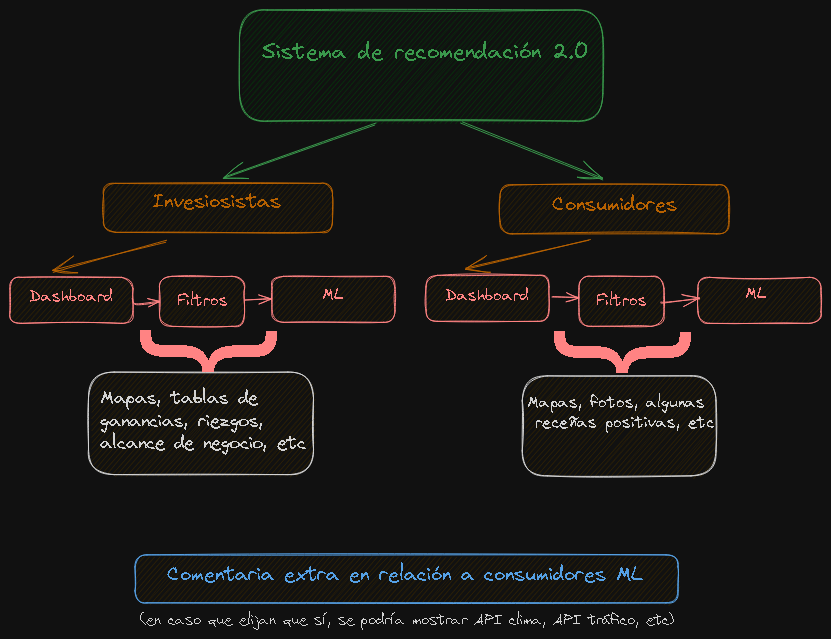 Sistema de recomendación 2.0
Invesiosistas
Consumidores
Dashboard
Filtros
ML
Dashboard
Filtros
ML
Mapas, tablas de
ganancias, riezgos,
alcance de negocio, etc
Mapas, fotos, algunas
receñas positivas, etc
Comentaria extra en relación a consumidores ML
(en caso que elijan que sí, se podría mostrar API clima, API tráfico, etc)